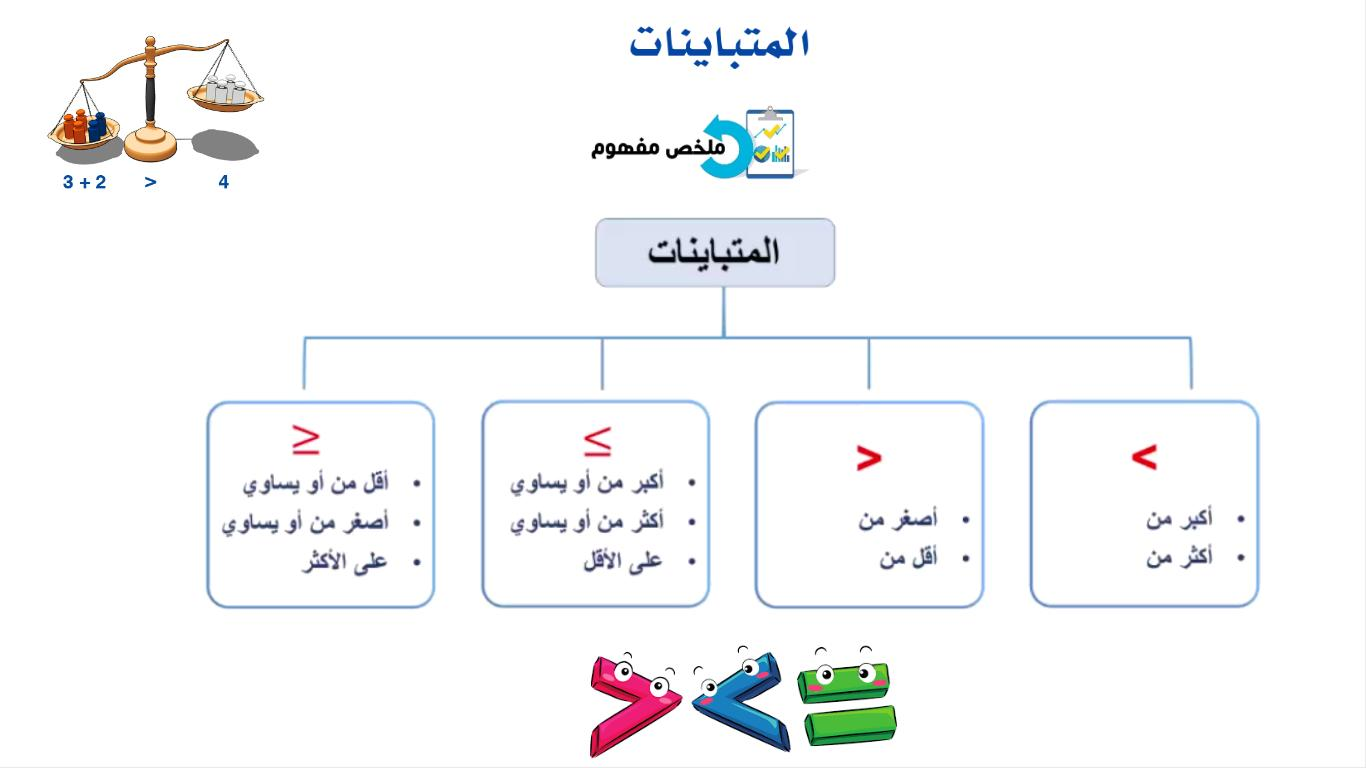 المتباينات
ملخص مفهوم
3 + 2 > 4
المتباينات
<
• أكبر من
• أكثر من
>
• أصغر من
• أقل من
≤
• أكبر من أو يساوي
• أكثر من أو يساوي
• على الأقل
≥
• أقل من أو يساوي
• أصغر من أو يساوي
• على الأكثر
> < =